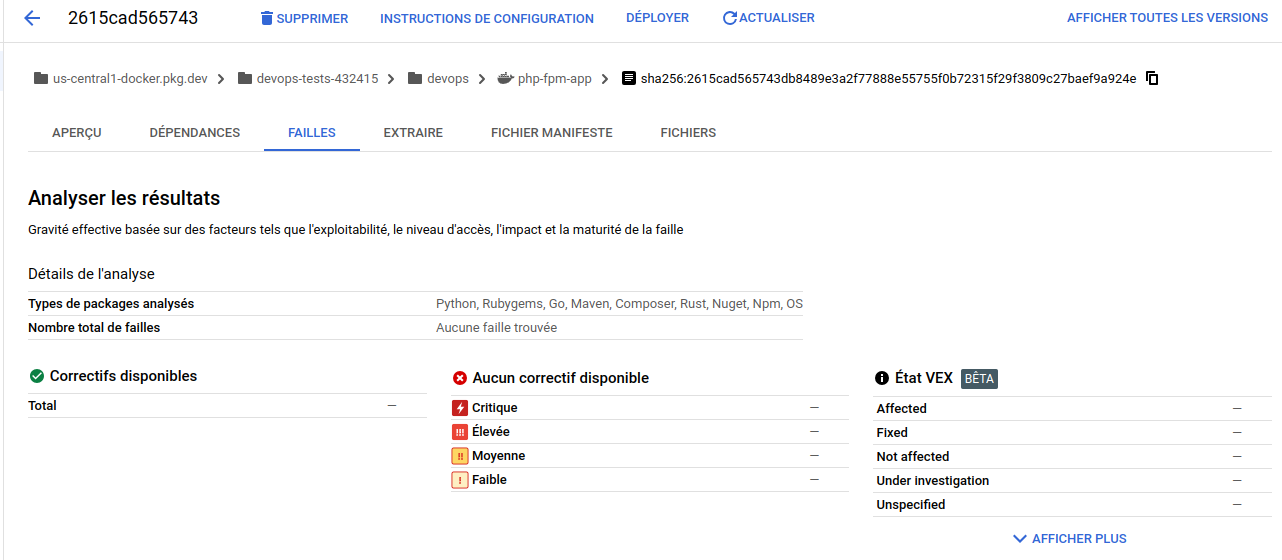 2615cad565743 SUPPRIMER INSTRUCTIONS DE CONFIGURATION DÉPLOYER ACTUALISER AFFICHER TOUTES LES VERSIONS
us-central1-docker.pkg.dev devops-tests-432415 devops php-fpm-app sha256:2615cad565743db8489e3a2f77888e55755f0b72315f29f3809c27baef9a924e
APERÇU DÉPENDANCES FAILLES EXTRAIRE FICHIER MANIFESTE FICHIERS
Analyser les résultats
Gravité effective basée sur des facteurs tels que l'exploitabilité, le niveau d'accès, l'impact et la maturité de la faille
Détails de l'analyse
Types de packages analysés Python, Rubygems, Go, Maven, Composer, Rust, Nuget, Npm, OS
Nombre total de failles Aucune faille trouvée
Correctifs disponibles
Total —
Aucun correctif disponible
Critique —
Élevée —
Moyenne —
Faible —
État VEX BÊTA
Affected —
Fixed —
Not affected —
Under investigation —
Unspecified —
AFFICHER PLUS